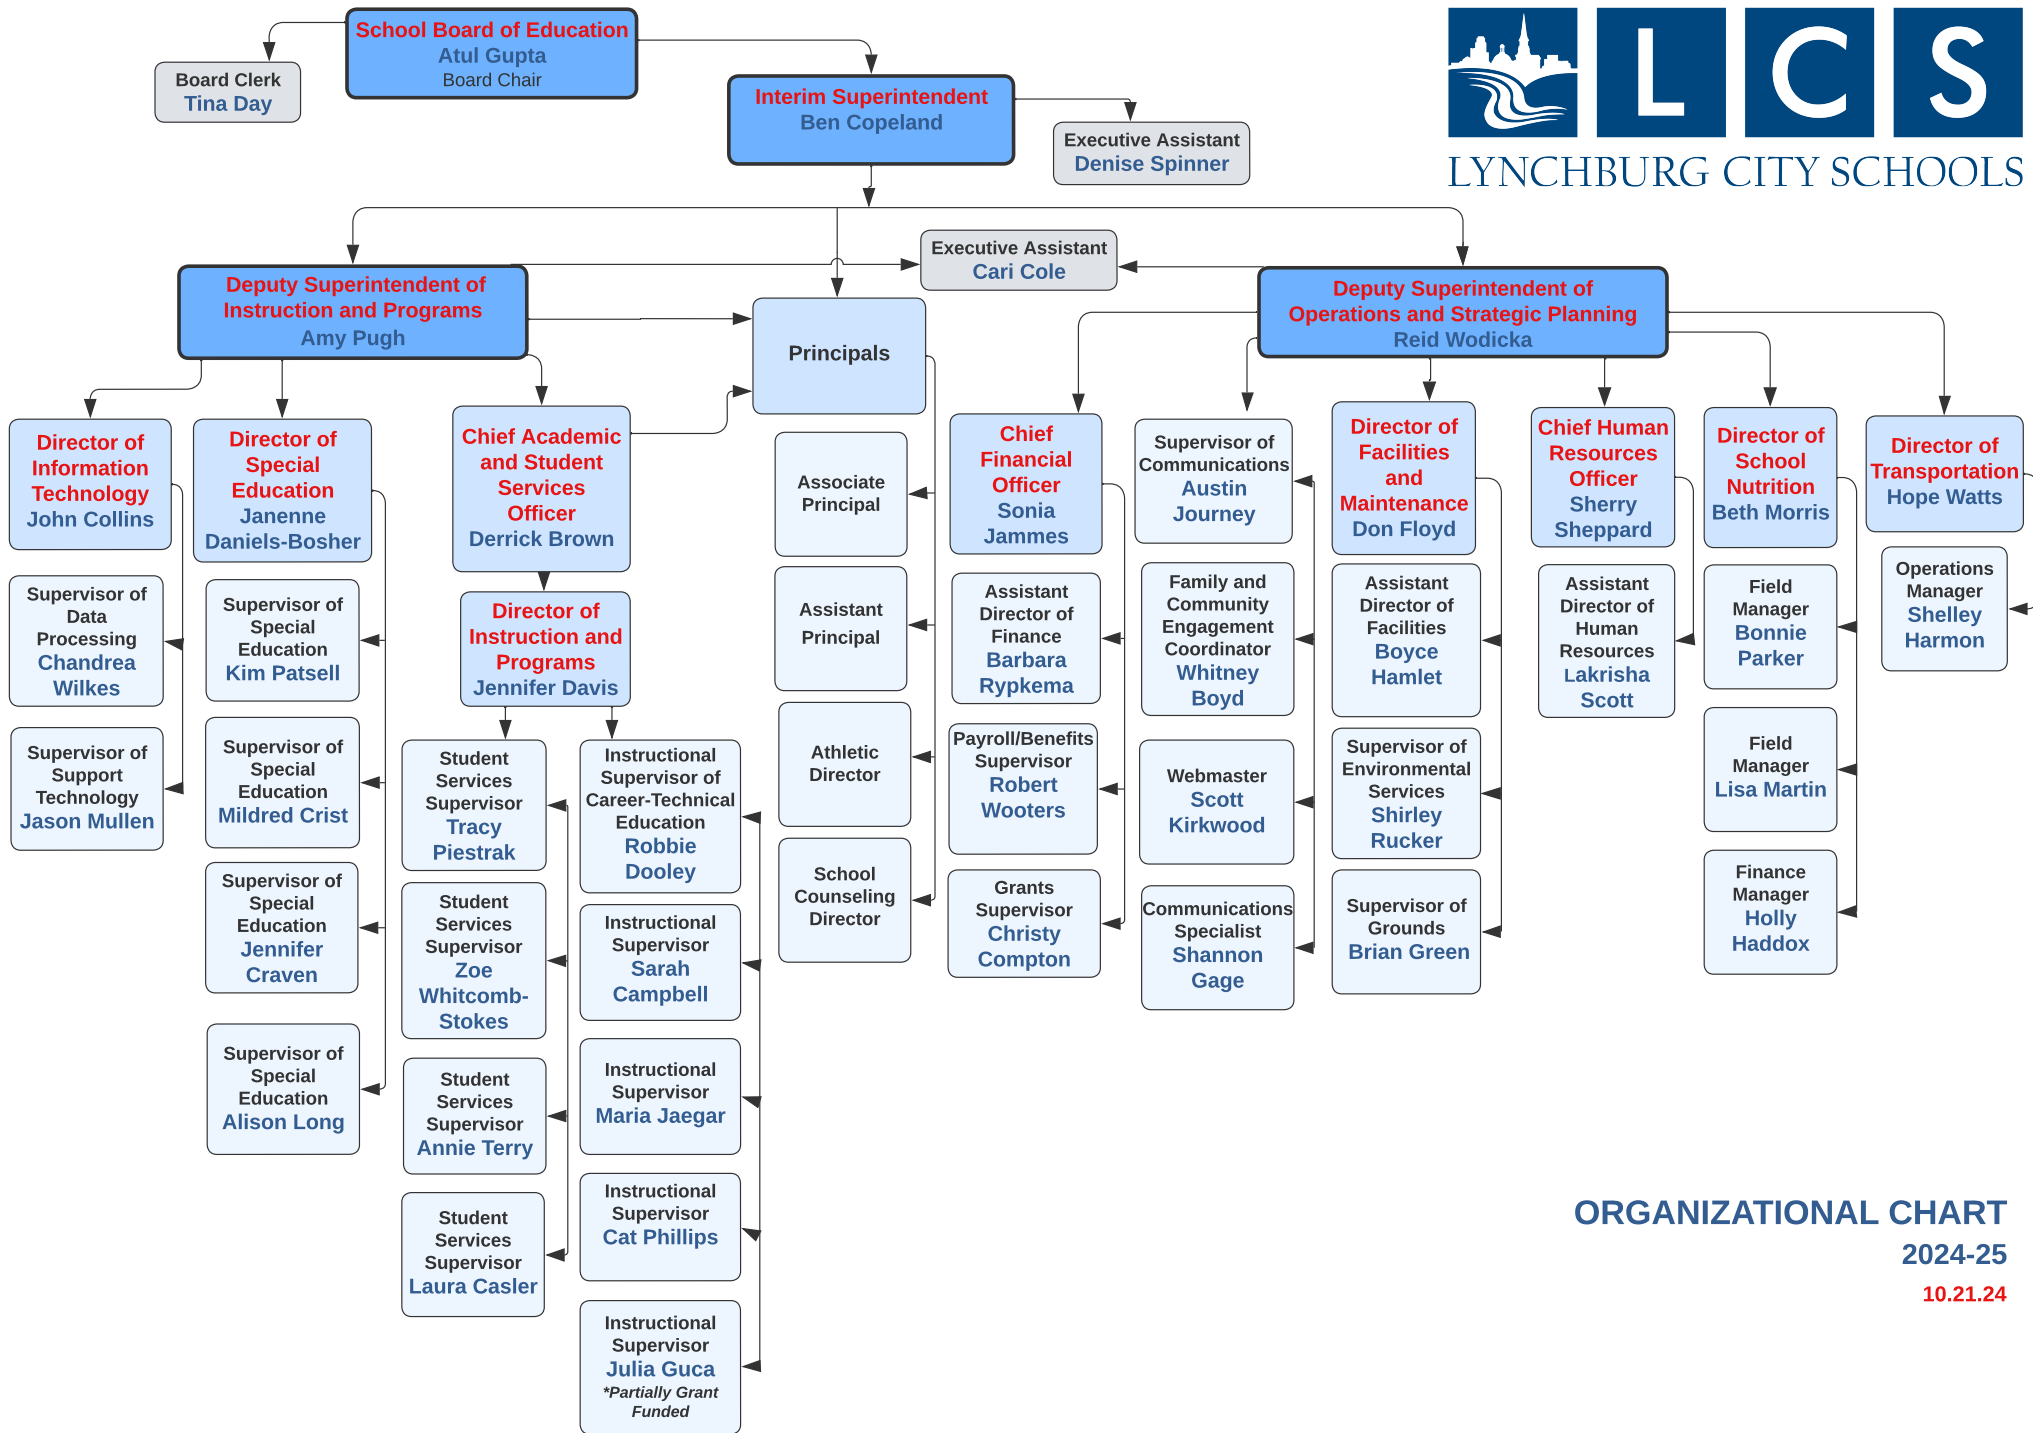 School Board of Education
Atul Gupta
Board Chair
Board Clerk
Tina Day
Interim Superintendent
Ben Copeland
Executive Assistant
Denise Spinner
L C S
LYNCHBURG CITY SCHOOLS
Executive Assistant
Cari Cole
Deputy Superintendent of
Instruction and Programs
Amy Pugh
Principals
Deputy Superintendent of
Operations and Strategic Planning
Reid Wodicka
Director of
Information
Technology
John Collins
Supervisor of
Data
Processing
Chandrea
Wilkes
Supervisor of
Support
Technology
Jason Mullen
Director of
Special
Education
Janenne
Daniels-Bosher
Supervisor of
Special
Education
Kim Patsell
Supervisor of
Special
Education
Mildred Crist
Supervisor of
Special
Education
Jennifer
Craven
Supervisor of
Special
Education
Alison Long
Chief Academic
and Student
Services
Officer
Derrick Brown
Director of
Instruction and
Programs
Jennifer Davis
Student
Services
Supervisor
Tracy
Piestrak
Student
Services
Supervisor
Zoe
Whitcomb-
Stokes
Student
Services
Supervisor
Annie Terry
Student
Services
Supervisor
Laura Casler
Instructional
Supervisor of
Career-Technical
Education
Robbie
Dooley
Instructional
Supervisor
Sarah
Campbell
Instructional
Supervisor
Maria Jaegar
Instructional
Supervisor
Cat Phillips
Instructional
Supervisor
Julia Guca
*Partially Grant
Funded
Associate
Principal
Assistant
Principal
Athletic
Director
School
Counseling
Director
Chief
Financial
Officer
Sonia
Jammes
Assistant
Director of
Finance
Barbara
Rypkema
Payroll/Benefits
Supervisor
Robert
Wooters
Grants
Supervisor
Christy
Compton
Supervisor of
Communications
Austin
Journey
Family and
Community
Engagement
Coordinator
Whitney
Boyd
Webmaster
Scott
Kirkwood
Communications
Specialist
Shannon
Gage
Director of
Facilities
and
Maintenance
Don Floyd
Assistant
Director of
Facilities
Boyce
Hamlet
Supervisor of
Environmental
Services
Shirley
Rucker
Supervisor of
Grounds
Brian Green
Chief Human
Resources
Officer
Sherry
Sheppard
Assistant
Director of
Human
Resources
Lakrisha
Scott
Director of
School
Nutrition
Beth Morris
Field
Manager
Bonnie
Parker
Field
Manager
Lisa Martin
Finance
Manager
Holly
Haddox
Director of
Transportation
Hope Watts
Operations
Manager
Shelley
Harmon
ORGANIZATIONAL CHART
2024-25
10.21.24